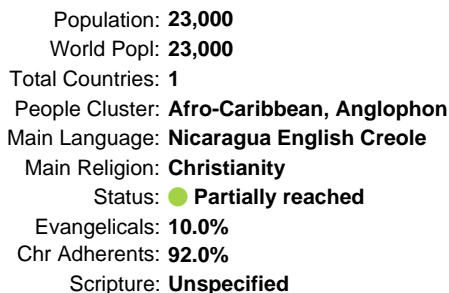 Population: 23,000
World Popl: 23,000
Total Countries: 1
People Cluster: Afro-Caribbean, Anglophon
Main Language: Nicaragua English Creole
Main Religion: Christianity
Status: Partially reached
Evangelicals: 10.0%
Chr Adherents: 92.0%
Scripture: Unspecified